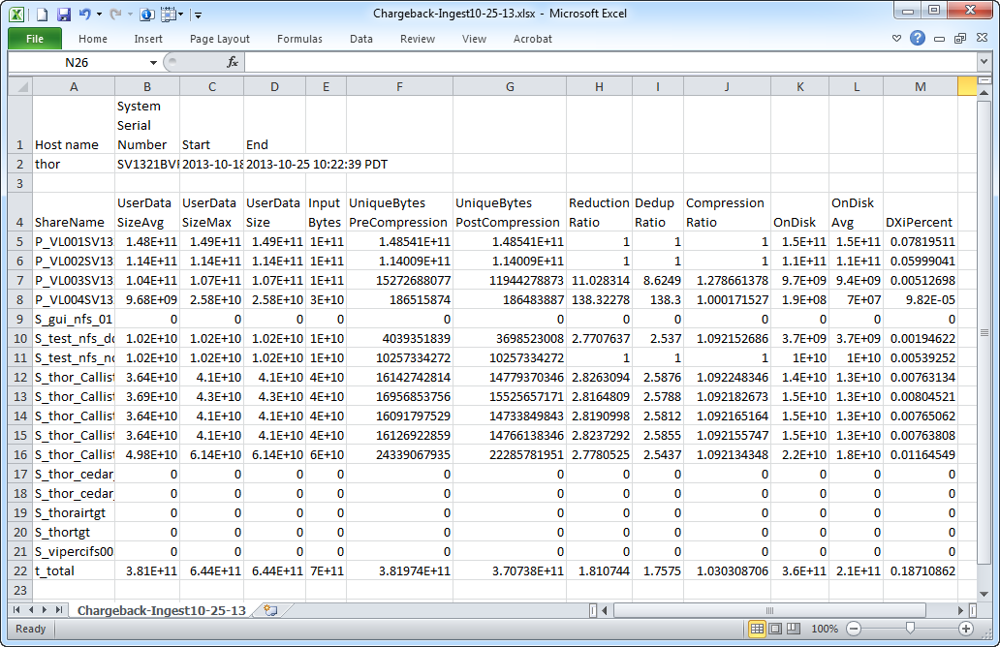 Chargeback-Ingest10-25-13.xlsx - Microsoft Excel
File Home Insert Page Layout Formulas Data Review View Acrobat
N26 fx
A B C D E F G H I J K L M
System
Serial
1 Host name Number Start End
2 thor SV1321BVF 2013-10-18 2013-10-25 10:22:39 PDT
3
UserData UserData UserData Input UniqueBytes UniqueBytes Reduction Dedup Compression OnDisk
4 ShareName SizeAvg SizeMax Size Bytes PreCompression PostCompression Ratio Ratio Ratio OnDisk Avg DXiPercent
5 P_VL001SV13 1.48E+11 1.49E+11 1.49E+11 1E+11 1.48541E+11 1.48541E+11 1 1 1 1.5E+11 1.5E+11 0.07819511
6 P_VL002SV13 1.14E+11 1.14E+11 1.14E+11 1E+11 1.14009E+11 1.14009E+11 1 1 1 1.1E+11 1.1E+11 0.05999041
7 P_VL003SV13 1.04E+11 1.07E+11 1.07E+11 1E+11 15272688077 11944278873 11.028314 8.6249 1.278661378 9.7E+09 9.4E+09 0.00512698
8 P_VL004SV13 9.68E+09 2.58E+10 2.58E+10 3E+10 186515874 186483887 138.32278 138.3 1.000171527 1.9E+08 7E+07 9.82E-05
9 S_gui_nfs_01 0 0 0 0 0 0 0 0 0 0 0 0
10 S_test_nfs_dc 1.02E+10 1.02E+10 1.02E+10 1E+10 4039351839 3698523008 2.7707637 2.537 1.092152686 3.7E+09 3.7E+09 0.00194622
11 S_test_nfs_nc 1.02E+10 1.02E+10 1.02E+10 1E+10 10257334272 10257334272 1 1 1 1E+10 1E+10 0.00539252
12 S_thor_Callist 3.64E+10 4.1E+10 4.1E+10 4E+10 16142742814 14779370346 2.8263094 2.5876 1.092248346 1.4E+10 1.3E+10 0.00763134
13 S_thor_Callist 3.69E+10 4.3E+10 4.3E+10 4E+10 16956853756 15525657171 2.8164809 2.5788 1.092182673 1.5E+10 1.3E+10 0.00804521
14 S_thor_Callist 3.64E+10 4.1E+10 4.1E+10 4E+10 16091797529 14733849843 2.8190998 2.5812 1.092165164 1.5E+10 1.3E+10 0.00765062
15 S_thor_Callist 3.64E+10 4.1E+10 4.1E+10 4E+10 16126922859 14766138346 2.8237292 2.5855 1.092155747 1.5E+10 1.3E+10 0.00763808
16 S_thor_Callist 4.98E+10 6.14E+10 6.14E+10 6E+10 24339067935 22285781951 2.7780525 2.5437 1.092134348 2.2E+10 1.8E+10 0.01164549
17 S_thor_cedar_ 0 0 0 0 0 0 0 0 0 0 0 0
18 S_thor_cedar_ 0 0 0 0 0 0 0 0 0 0 0 0
19 S_thorairtgt 0 0 0 0 0 0 0 0 0 0 0 0
20 S_thortgt 0 0 0 0 0 0 0 0 0 0 0 0
21 S_vipercifs00 0 0 0 0 0 0 0 0 0 0 0 0
22 t_total 3.81E+11 6.44E+11 6.44E+11 7E+11 3.81974E+11 3.70738E+11 1.810744 1.7575 1.030308706 3.6E+11 2.1E+11 0.18710862
23
Chargeback-Ingest10-25-13
Ready 100%